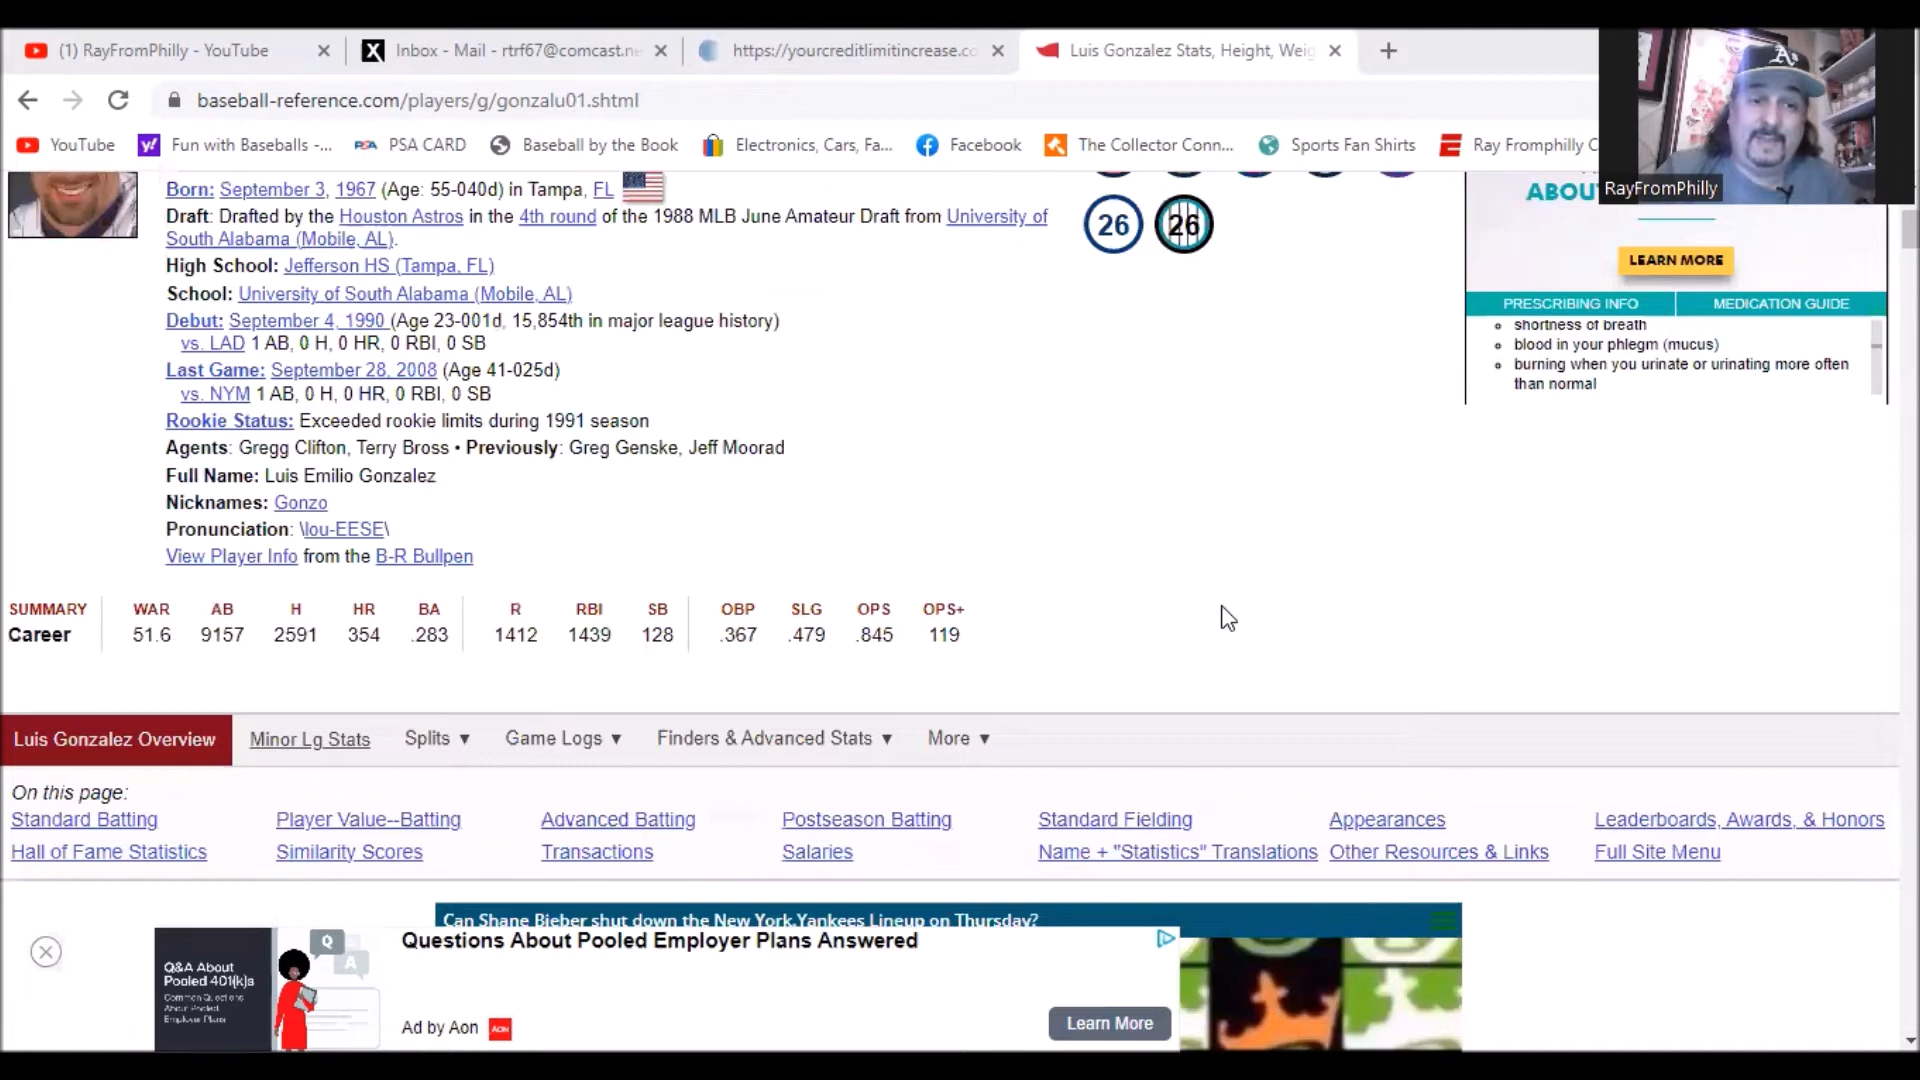 (1) RayFromPhilly - YouTube
Inbox - Mail - rtrf67@comcast.ne
https://yourcreditlimitincrease.co
Luis Gonzalez Stats, Height, Weig
baseball-reference.com/players/g/gonzalu01.shtml
YouTube
Fun with Baseballs -...
PSA PSA CARD
Baseball by the Book
Electronics, Cars, Fa...
Facebook
The Collector Conn...
Sports Fan Shirts
Ray Fromphilly C
A's
RayFromPhilly
Born: September 3, 1967 (Age: 55-040d) in Tampa, FL
Draft: Drafted by the Houston Astros in the 4th round of the 1988 MLB June Amateur Draft from University of
South Alabama (Mobile, AL).
High School: Jefferson HS (Tampa, FL)
School: University of South Alabama (Mobile, AL)
Debut: September 4, 1990 (Age 23-001d, 15,854th in major league history)
vs. LAD 1 AB, 0 H, 0 HR, 0 RBI, 0 SB
Last Game: September 28, 2008 (Age 41-025d)
vs. NYM 1 AB, 0 H, 0 HR, 0 RBI, 0 SB
Rookie Status: Exceeded rookie limits during 1991 season
Agents: Gregg Clifton, Terry Bross • Previously: Greg Genske, Jeff Moorad
Full Name: Luis Emilio Gonzalez
Nicknames: Gonzo
Pronunciation: \lou-EESE\
View Player Info from the B-R Bullpen
26 26
ABOU
LEARN MORE
PRESCRIBING INFO MEDICATION GUIDE
shortness of breath
blood in your phlegm (mucus)
burning when you urinate or urinating more often
than normal
SUMMARY WAR AB H HR BA R RBI SB OBP SLG OPS OPS+
Career 51.6 9157 2591 354 .283 1412 1439 128 .367 .479 .845 119
Luis Gonzalez Overview Minor Lg Stats Splits ▼ Game Logs ▼ Finders & Advanced Stats ▼ More ▼
On this page:
Standard Batting Player Value--Batting Advanced Batting Postseason Batting Standard Fielding Appearances Leaderboards, Awards, & Honors
Hall of Fame Statistics Similarity Scores Transactions Salaries Name + "Statistics" Translations Other Resources & Links Full Site Menu
Can Shane Bieber shut down the New York Yankees Lineup on Thursday?
Q&A About
Pooled 401(k)s
Common Questions
About Pooled
Employer Plans
Q
A
Questions About Pooled Employer Plans Answered
Ad by Aon AON
Learn More